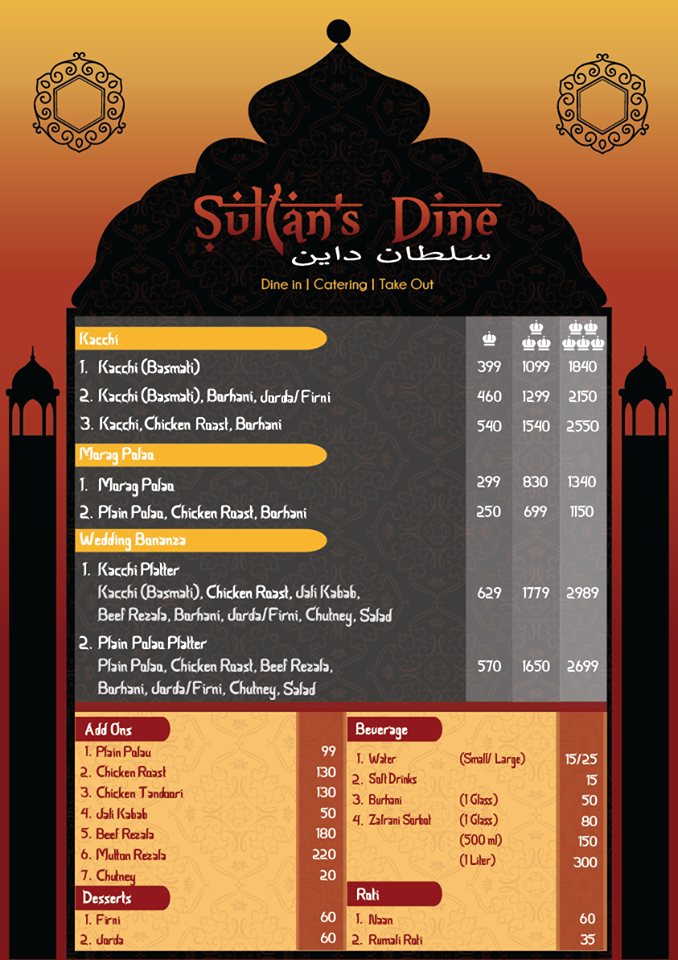 Sultan's Dine
سلطان داين
Dine in | Catering | Take Out
Kacchi
1. Kacchi (Basmati) 399 1099 1840
2. Kacchi (Basmati), Borhani, Jorda/Firni 460 1299 2150
3. Kacchi, Chicken Roast, Borhani 540 1540 2550
Morag Polao
1. Morag Polao 299 830 1340
2. Plain Polao, Chicken Roast, Borhani 250 699 1150
Wedding Bonanza
1. Kacchi Platter
Kacchi (Basmati), Chicken Roast, Jali Kabab, 629 1779 2989
Beef Rezala, Borhani, Jorda/Firni, Chutney, Salad
2. Plain Polao Platter
Plain Polao, Chicken Roast, Beef Rezala, 570 1650 2699
Borhani, Jorda/Firni, Chutney, Salad
Add Ons
1. Plain Polau 99
2. Chicken Roast 130
3. Chicken Tandoori 130
4. Jali Kabab 50
5. Beef Rezala 180
6. Mutton Rezala 220
7. Chutney 20
Desserts
1. Firni 60
2. Jorda 60
Beverage
1. Water (Small/ Large) 15/25
2. Soft Drinks 15
3. Burhani (1 Glass) 50
4. Zafrani Sorbot (1 Glass) 80
(500 ml) 150
(1 Liter) 300
Roti
1. Naan 60
2. Rumali Roti 35